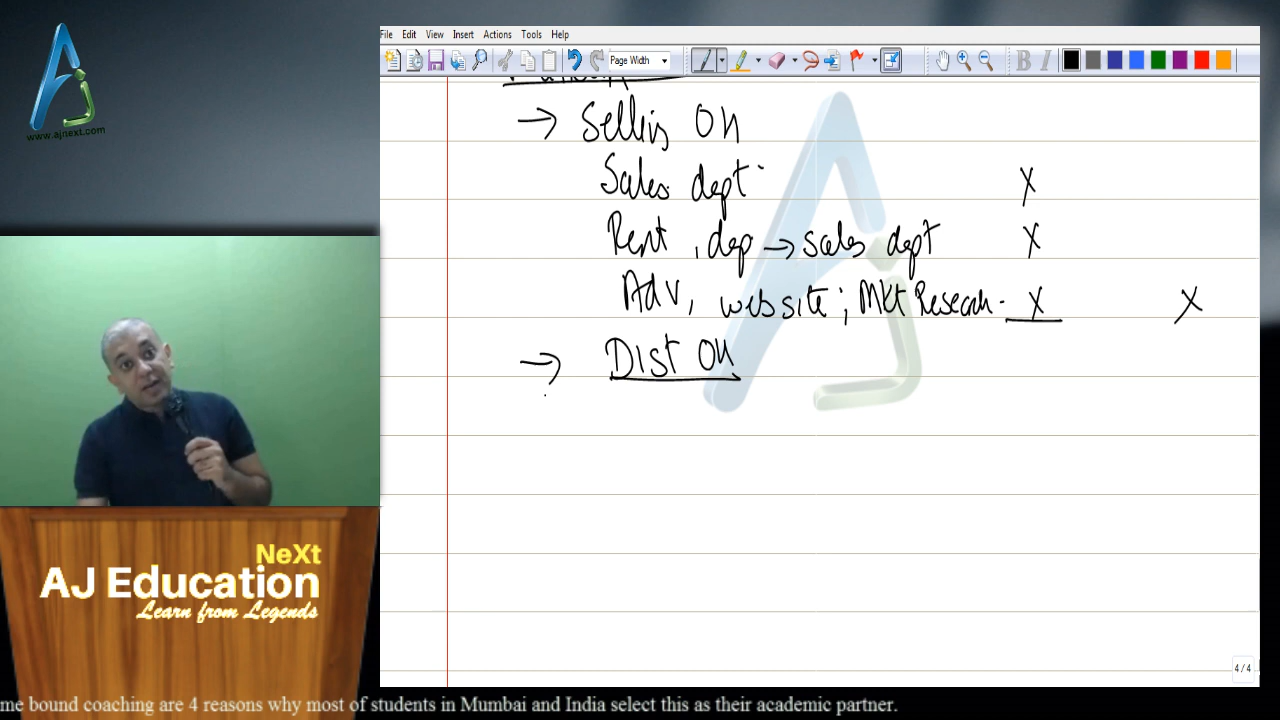 www.ajnext.com
File Edit View Insert Actions Tools Help
Page Width
B I
→ Selling OH
Sales dept
Rent, dep → sales dept X
X
Adv, website; Mkt Research - X X
→ Dist OH
4/4
NeXt
AJ Education
Learn from Legends
me bound coaching are 4 reasons why most of students in Mumbai and India select this as their academic partner.